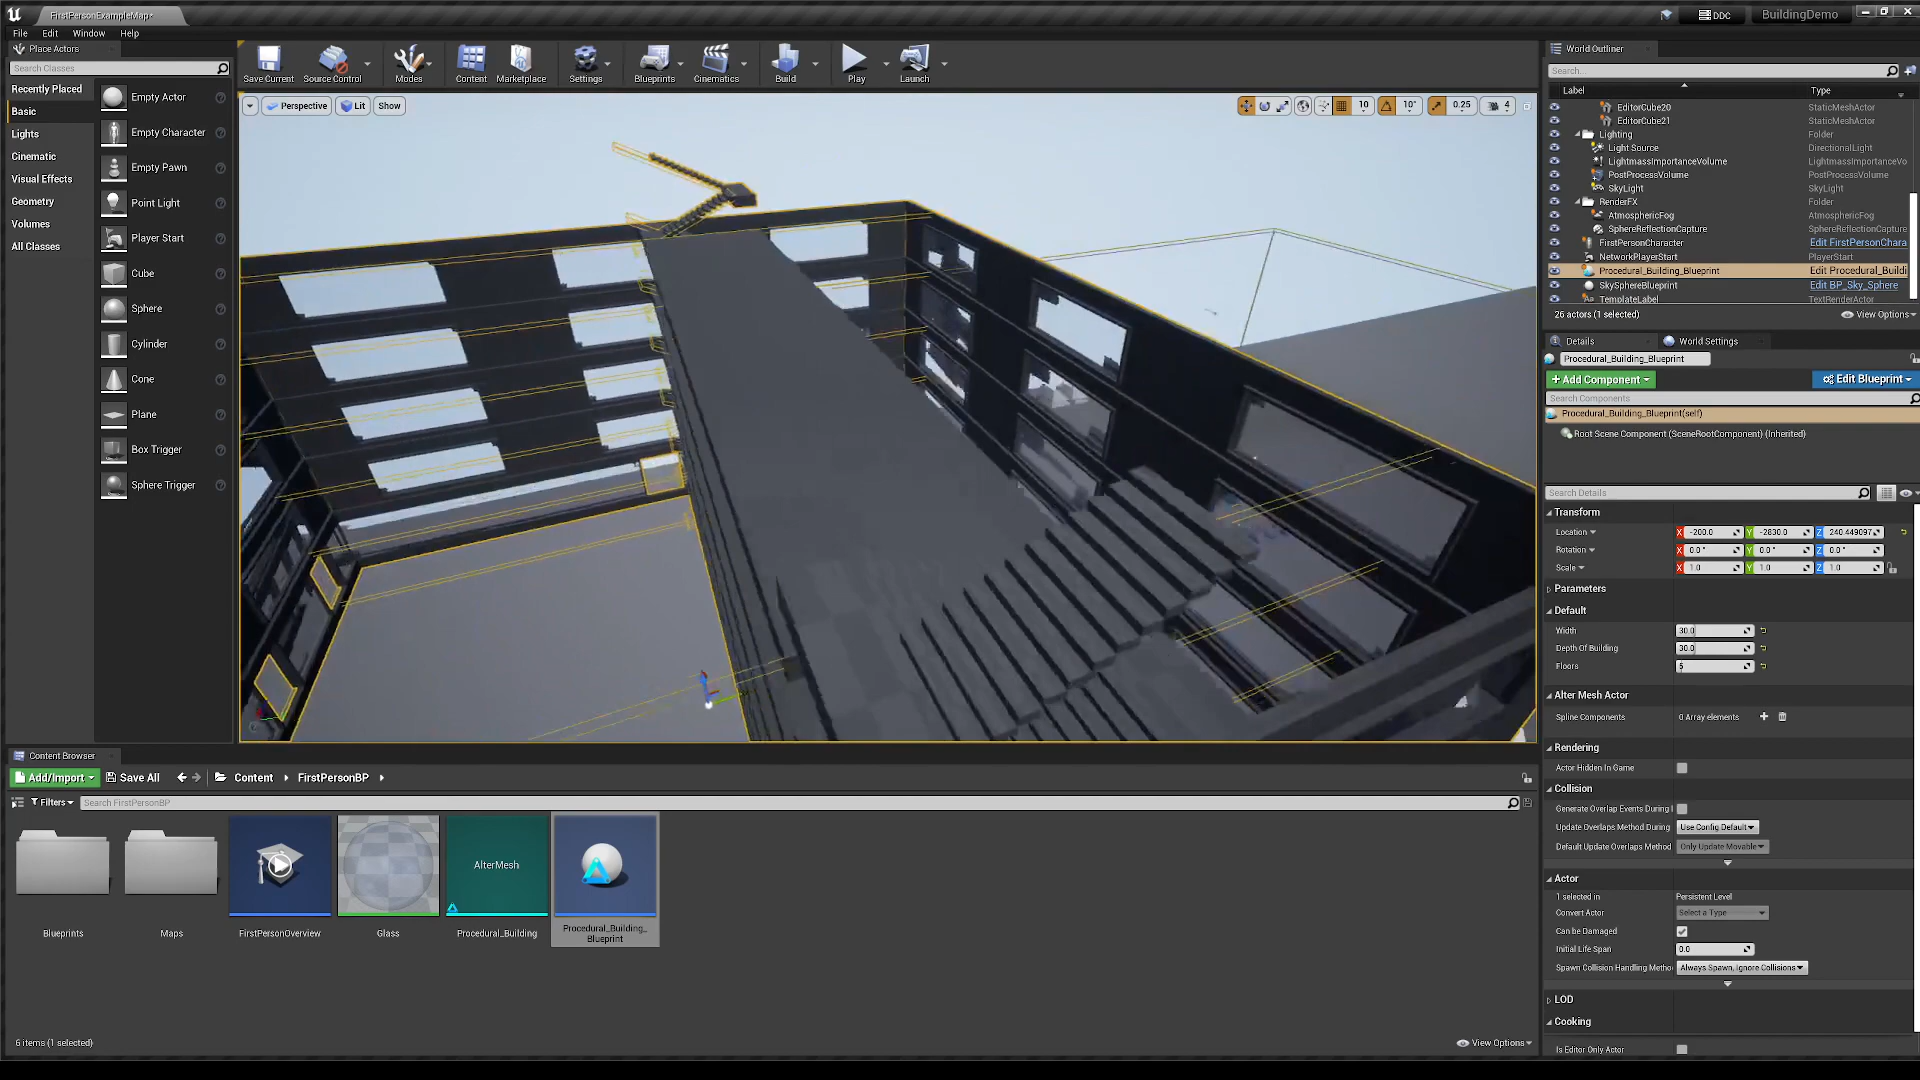 FirstPersonExampleMap*
DDC
BuildingDemo
File Edit Window Help
Place Actors
Search Classes
Recently Placed
Basic
Lights
Cinematic
Visual Effects
Geometry
Volumes
All Classes
Empty Actor
Empty Character
Empty Pawn
Point Light
Player Start
Cube
Sphere
Cylinder
Cone
Plane
Box Trigger
Sphere Trigger
Save Current
Source Control
Modes
Content
Marketplace
Settings
Blueprints
Cinematics
Build
Play
Launch
Perspective
Lit
Show
10
10°
0.25
4
World Outliner
Search...
Label Type
EditorCube20 StaticMeshActor
EditorCube21 StaticMeshActor
Lighting Folder
Light Source DirectionalLight
LightmassImportanceVolume LightmassImportanceVo
PostProcessVolume PostProcessVolume
SkyLight SkyLight
RenderFX Folder
AtmosphericFog AtmosphericFog
SphereReflectionCapture SphereReflectionCapture
FirstPersonCharacter Edit FirstPersonChara
NetworkPlayerStart PlayerStart
Procedural_Building_Blueprint Edit Procedural_Buildi
SkySphereBlueprint Edit BP_Sky_Sphere
TemplateLabel TextRenderActor
26 actors (1 selected)
View Options
Details
World Settings
Procedural_Building_Blueprint
+ Add Component
Edit Blueprint
Search Components
Procedural_Building_Blueprint(self)
Root Scene Component (SceneRootComponent) (Inherited)
Search Details
Transform
Location X -200.0 Y -2830.0 Z 240.449097
Rotation X 0.0° Y 0.0° Z 0.0°
Scale X 1.0 Y 1.0 Z 1.0
Parameters
Default
Width 30.0
Depth Of Building 30.0
Floors 5
Alter Mesh Actor
Spline Components 0 Array elements
Rendering
Actor Hidden In Game
Collision
Generate Overlap Events During
Update Overlaps Method During Use Config Default
Default Update Overlaps Method Only Update Movable
Actor
1 selected in Persistent Level
Convert Actor Select a Type
Can be Damaged
Initial Life Span 0.0
Spawn Collision Handling Metho Always Spawn, Ignore Collisions
LOD
Cooking
Is Editor Only Actor
Content Browser
Add/Import
Save All
Content
FirstPersonBP
Filters
Search FirstPersonBP
AlterMesh
Blueprints
Maps
FirstPersonOverview
Glass
Procedural_Building
Procedural_Building_
Blueprint
6 items (1 selected)
View Options